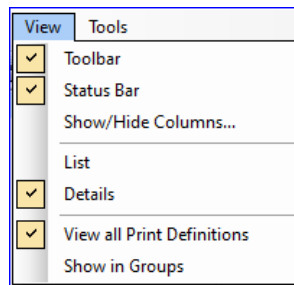 View Tools
Toolbar
Status Bar
Show/Hide Columns...
List
Details
View all Print Definitions
Show in Groups